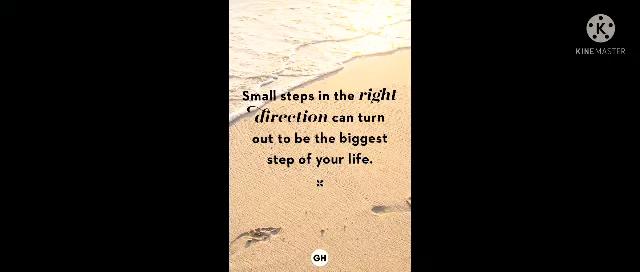 Small steps in the right
direction can turn
out to be the biggest
step of your life.
GH
K
KINEMASTER